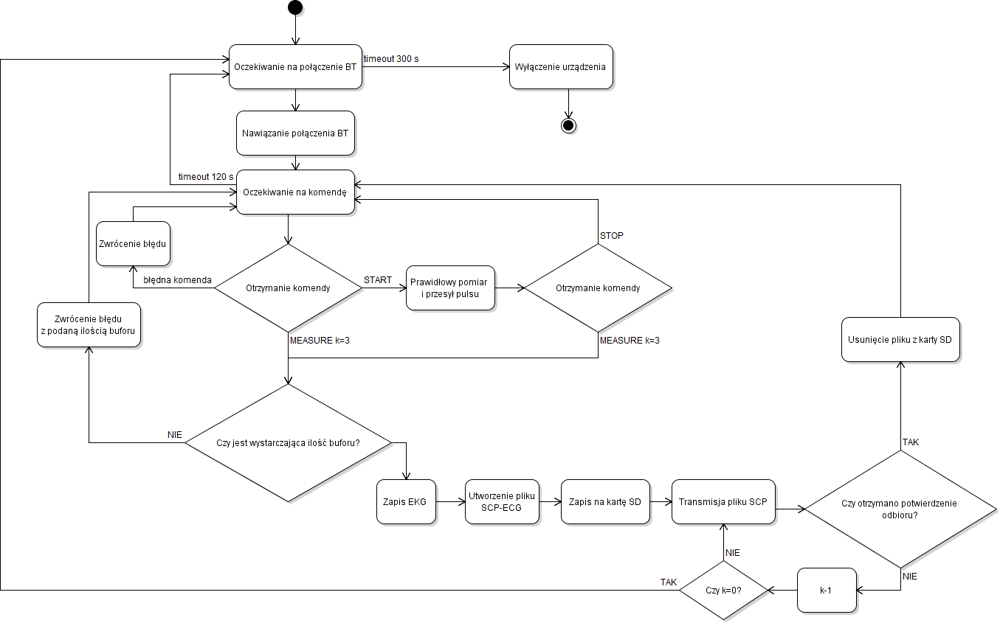 Oczekiwanie na połączenie BT
timeout 300 s
Wyłączenie urządzenia
Nawiązanie połączenia BT
timeout 120 s
Oczekiwanie na komendę
Zwrócenie błędu
STOP
błędna komenda
Otrzymanie komendy
START
Prawidłowy pomiar
i przesył pulsu
Otrzymanie komendy
Zwrócenie błędu
z podaną ilością buforu
MEASURE k=3
MEASURE k=3
Usunięcie pliku z karty SD
NIE
Czy jest wystarczająca ilość buforu?
TAK
Zapis EKG
Utworzenie pliku
SCP-ECG
Zapis na kartę SD
Transmisja pliku SCP
Czy otrzymano potwierdzenie
odbioru?
NIE
NIE
TAK
Czy k=0?
k-1